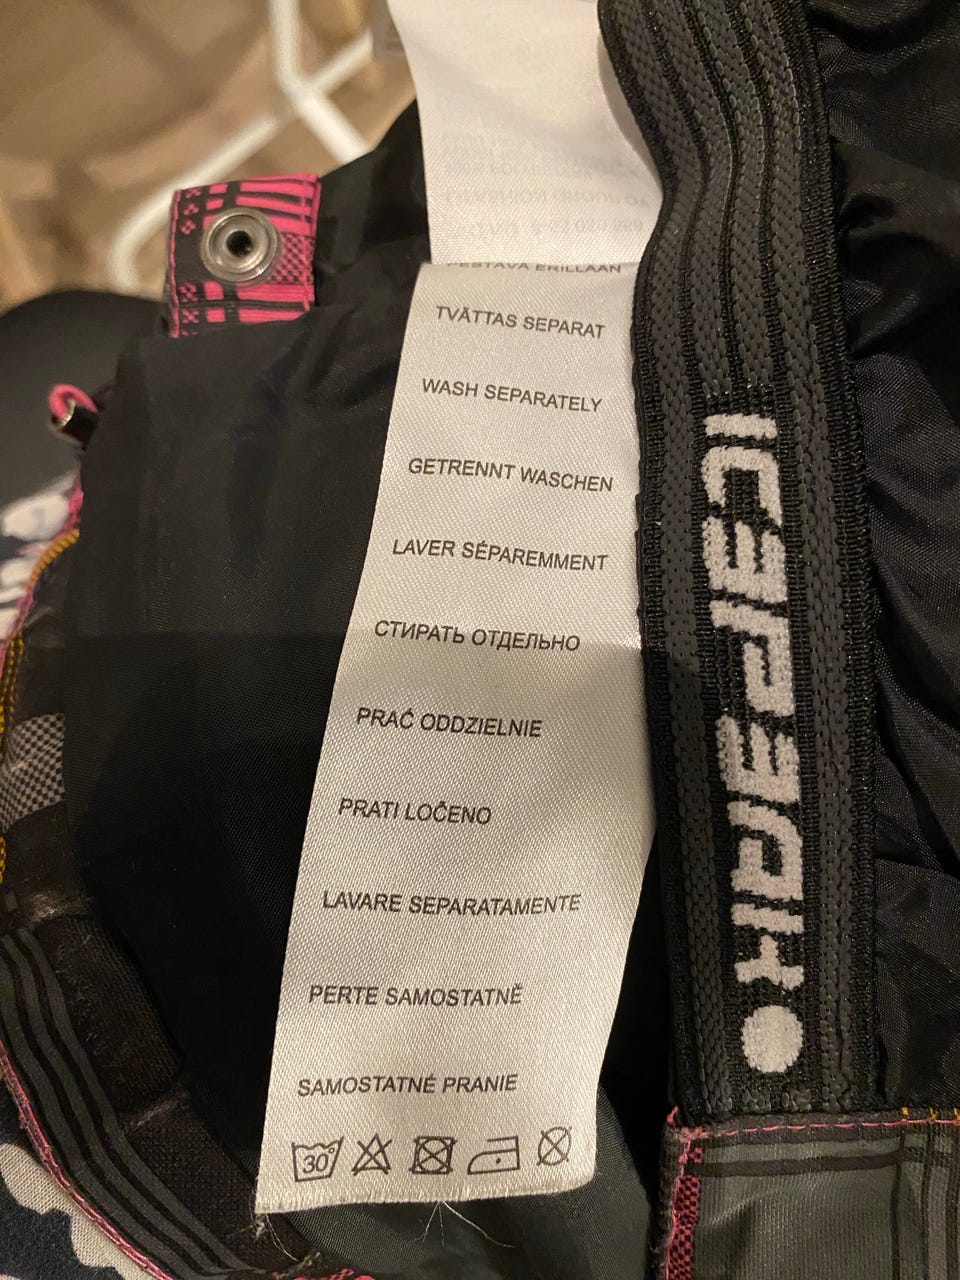 PESTÄVÄ ERILLÄÄN
TVÄTTAS SEPARAT
WASH SEPARATELY
GETRENNT WASCHEN
LAVER SÉPAREMMENT
СТИРАТЬ ОТДЕЛЬНО
PRAĆ ODDZIELNIE
PRATI LOČENO
LAVARE SEPARATAMENTE
PERTE SAMOSTATNĚ
SAMOSTATNÉ PRANIE
30°
ICEPEAK